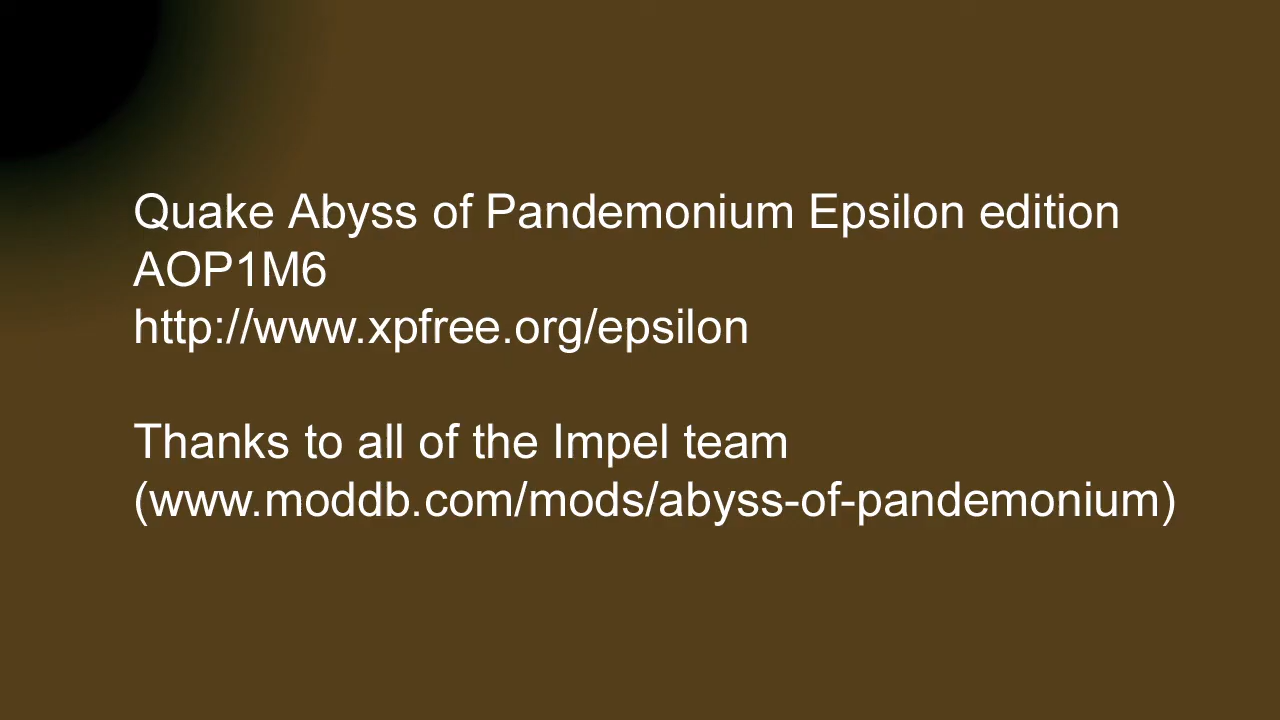 Quake Abyss of Pandemonium Epsilon edition
AOP1M6
http://www.xpfree.org/epsilon
Thanks to all of the Impel team
(www.moddb.com/mods/abyss-of-pandemonium)